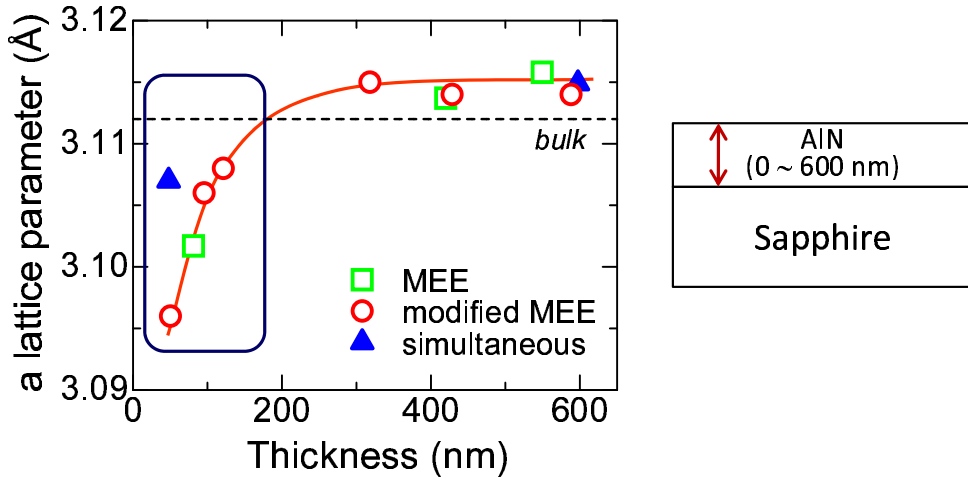 3.12
3.11
3.10
3.09
a lattice parameter (Å)
0
200
400
600
Thickness (nm)
bulk
MEE
modified MEE
simultaneous
AlN
(0 ~ 600 nm)
Sapphire